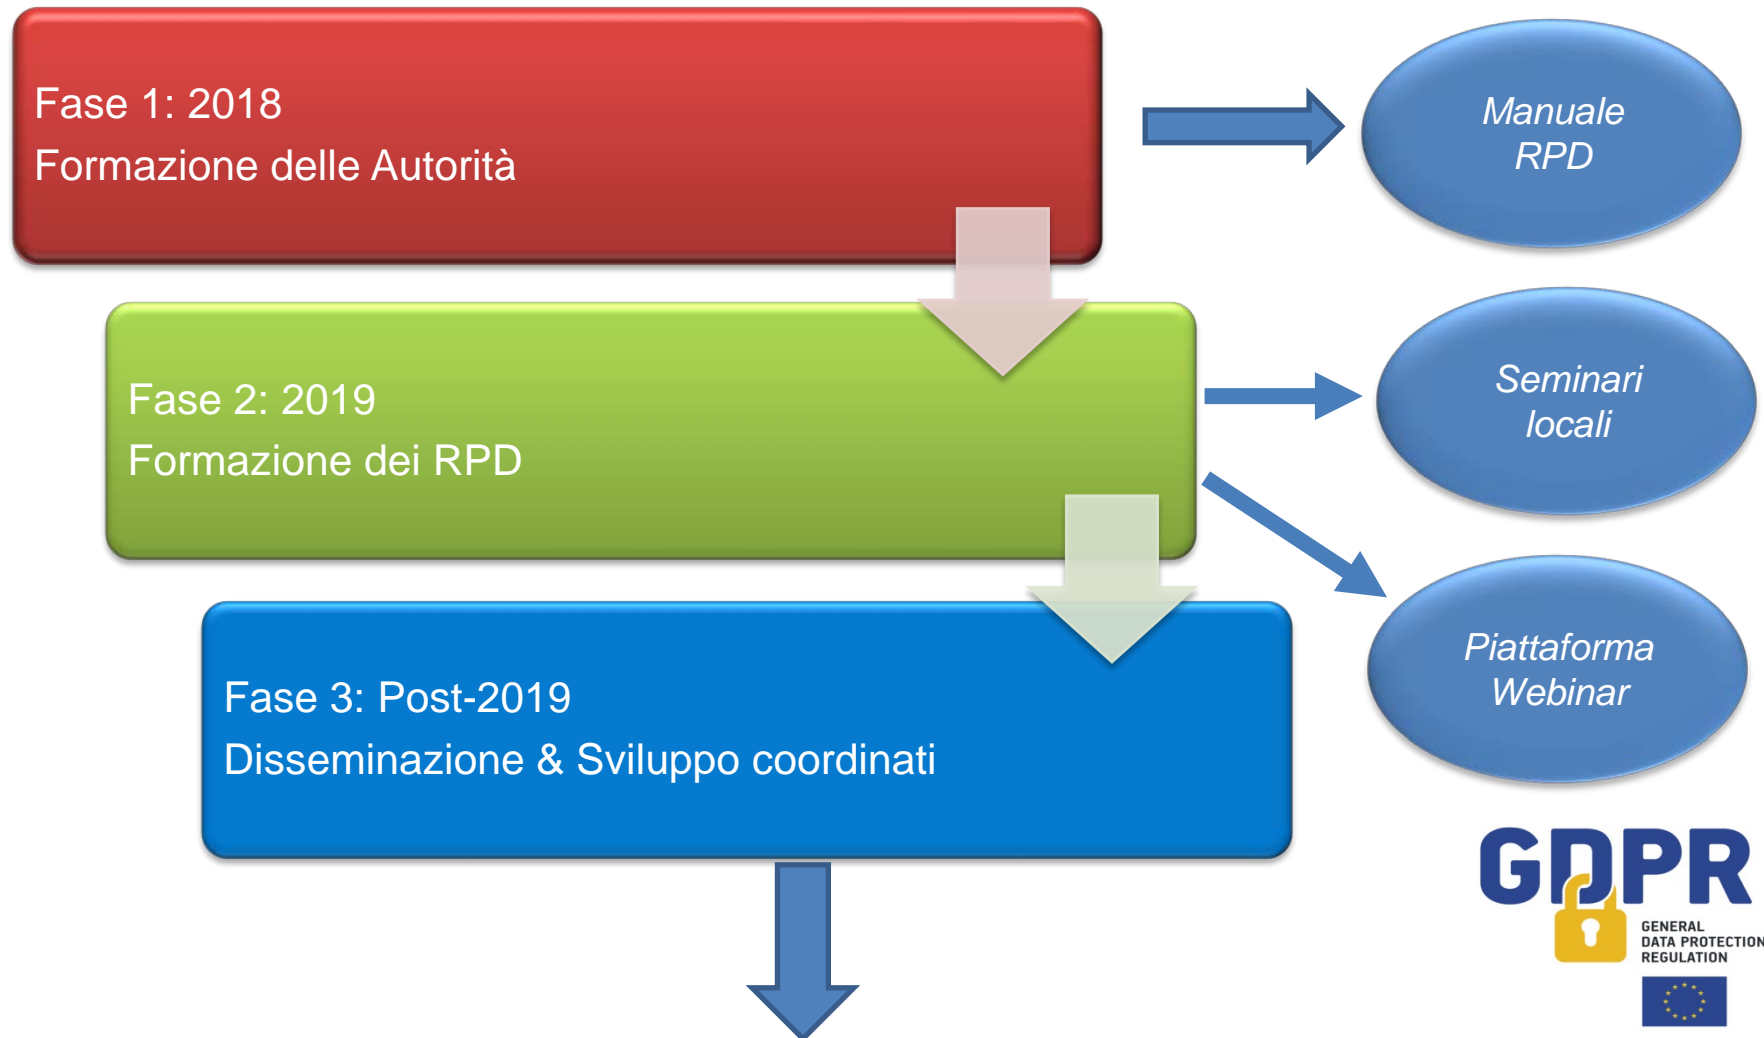 Fase 1: 2018
Formazione delle Autorità
Manuale
RPD
Fase 2: 2019
Formazione dei RPD
Seminari
locali
Piattaforma
Webinar
Fase 3: Post-2019
Disseminazione & Sviluppo coordinati
GDPR
GENERAL
DATA PROTECTION
REGULATION